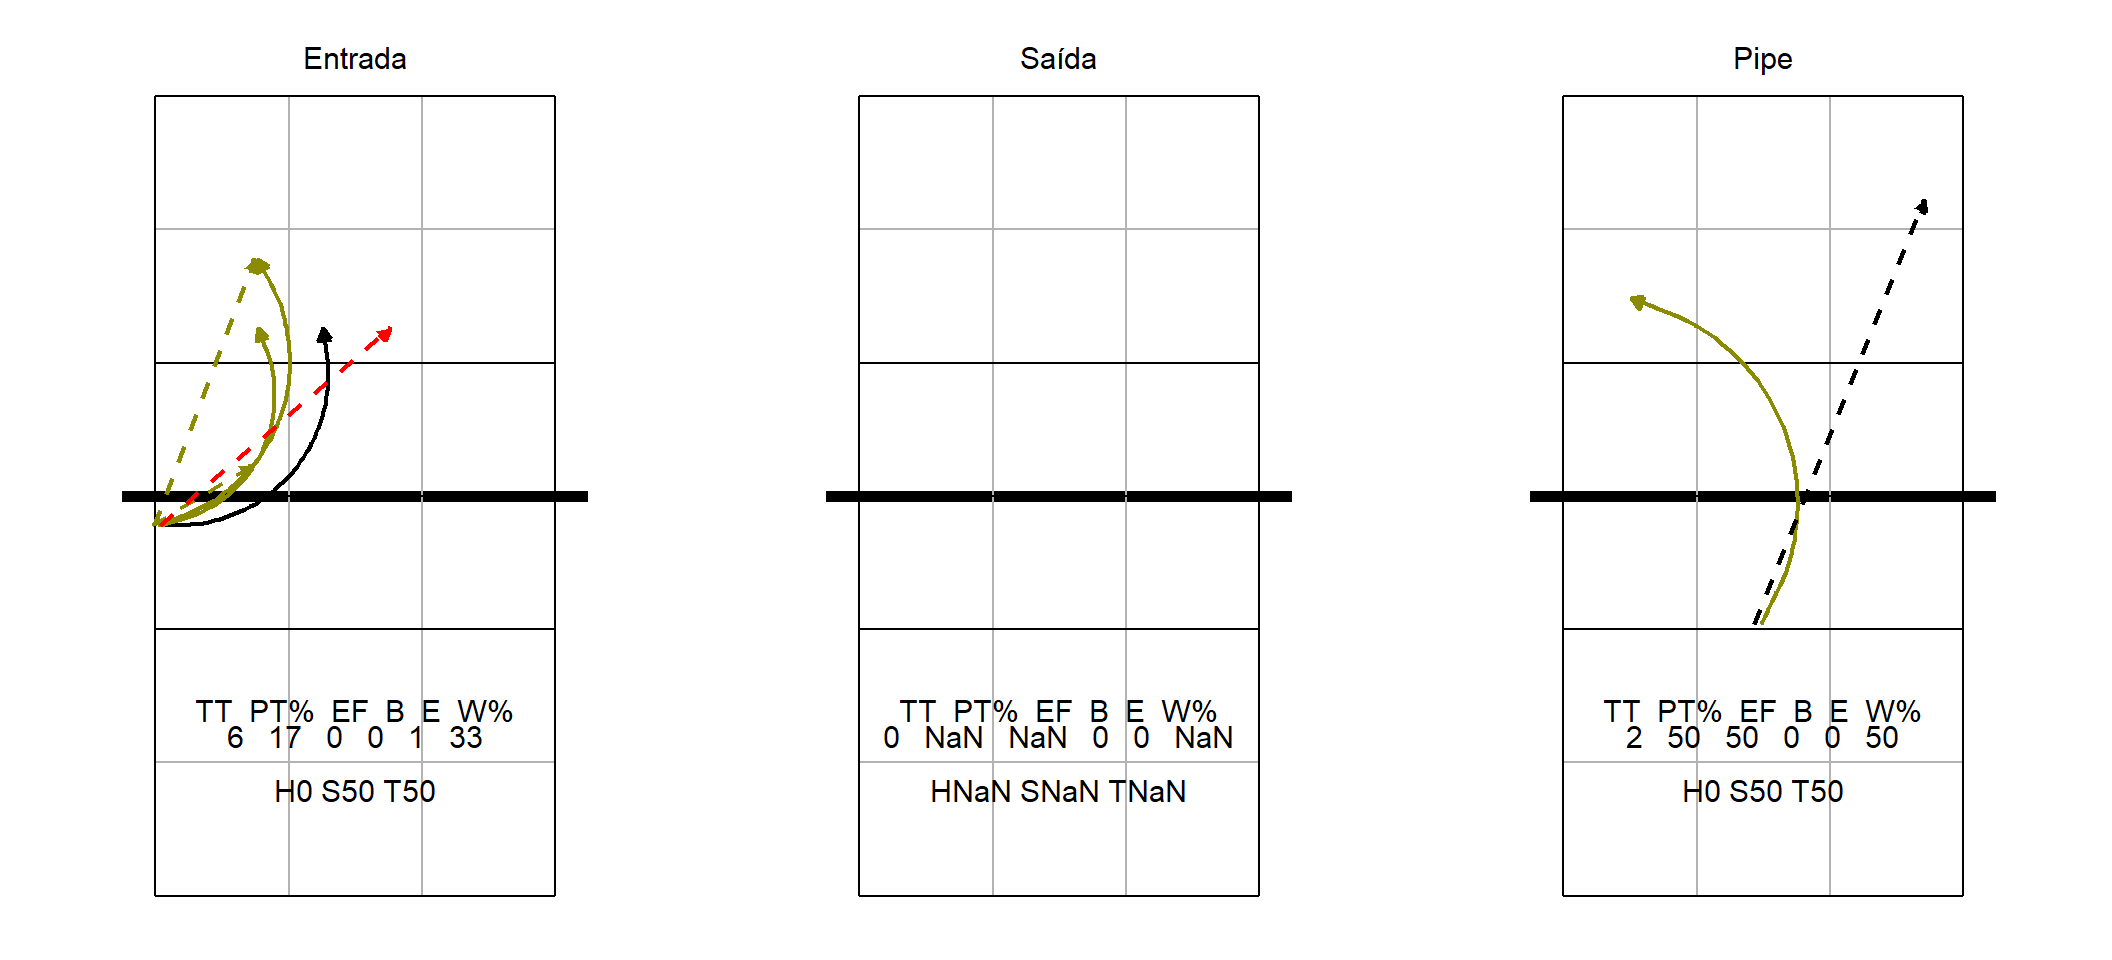 Entrada
TT PT% EF B E W%
6 17 0 0 1 33
H0 S50 T50
Saída
TT PT% EF B E W%
0 NaN NaN 0 0 NaN
HNaN SNaN TNaN
Pipe
TT PT% EF B E W%
2 50 50 0 0 50
H0 S50 T50